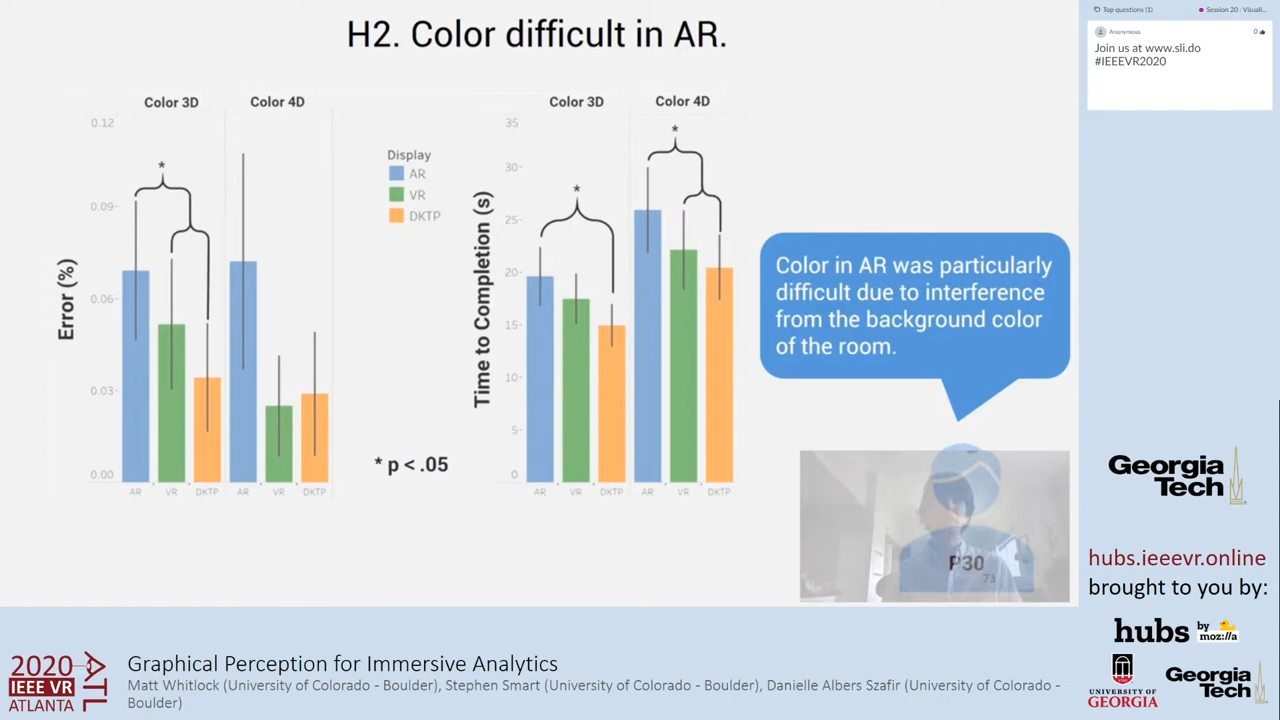 H2. Color difficult in AR.
Color 3D
Color 4D
0.12
0.09
0.06
0.03
0.00
Error (%)
*
AR
VR
DKTP
AR
VR
DKTP
Display
AR
VR
DKTP
* p < .05
Color 3D
Color 4D
35
30
25
20
15
10
5
0
Time to Completion (s)
*
*
AR
VR
DKTP
AR
VR
DKTP
Color in AR was particularly
difficult due to interference
from the background color
of the room.
P30
73
Top questions (1)
Session 20 : Visuali...
Anonymous
0
Join us at www.sli.do
#IEEEVR2020
Georgia
Tech
hubs.ieeevr.online
brought to you by:
hubs by moz://a
UNIVERSITY OF
GEORGIA
Georgia
Tech
2020
IEEE VR
ATLANTA
ATL
Graphical Perception for Immersive Analytics
Matt Whitlock (University of Colorado - Boulder), Stephen Smart (University of Colorado - Boulder), Danielle Albers Szafir (University of Colorado -
Boulder)